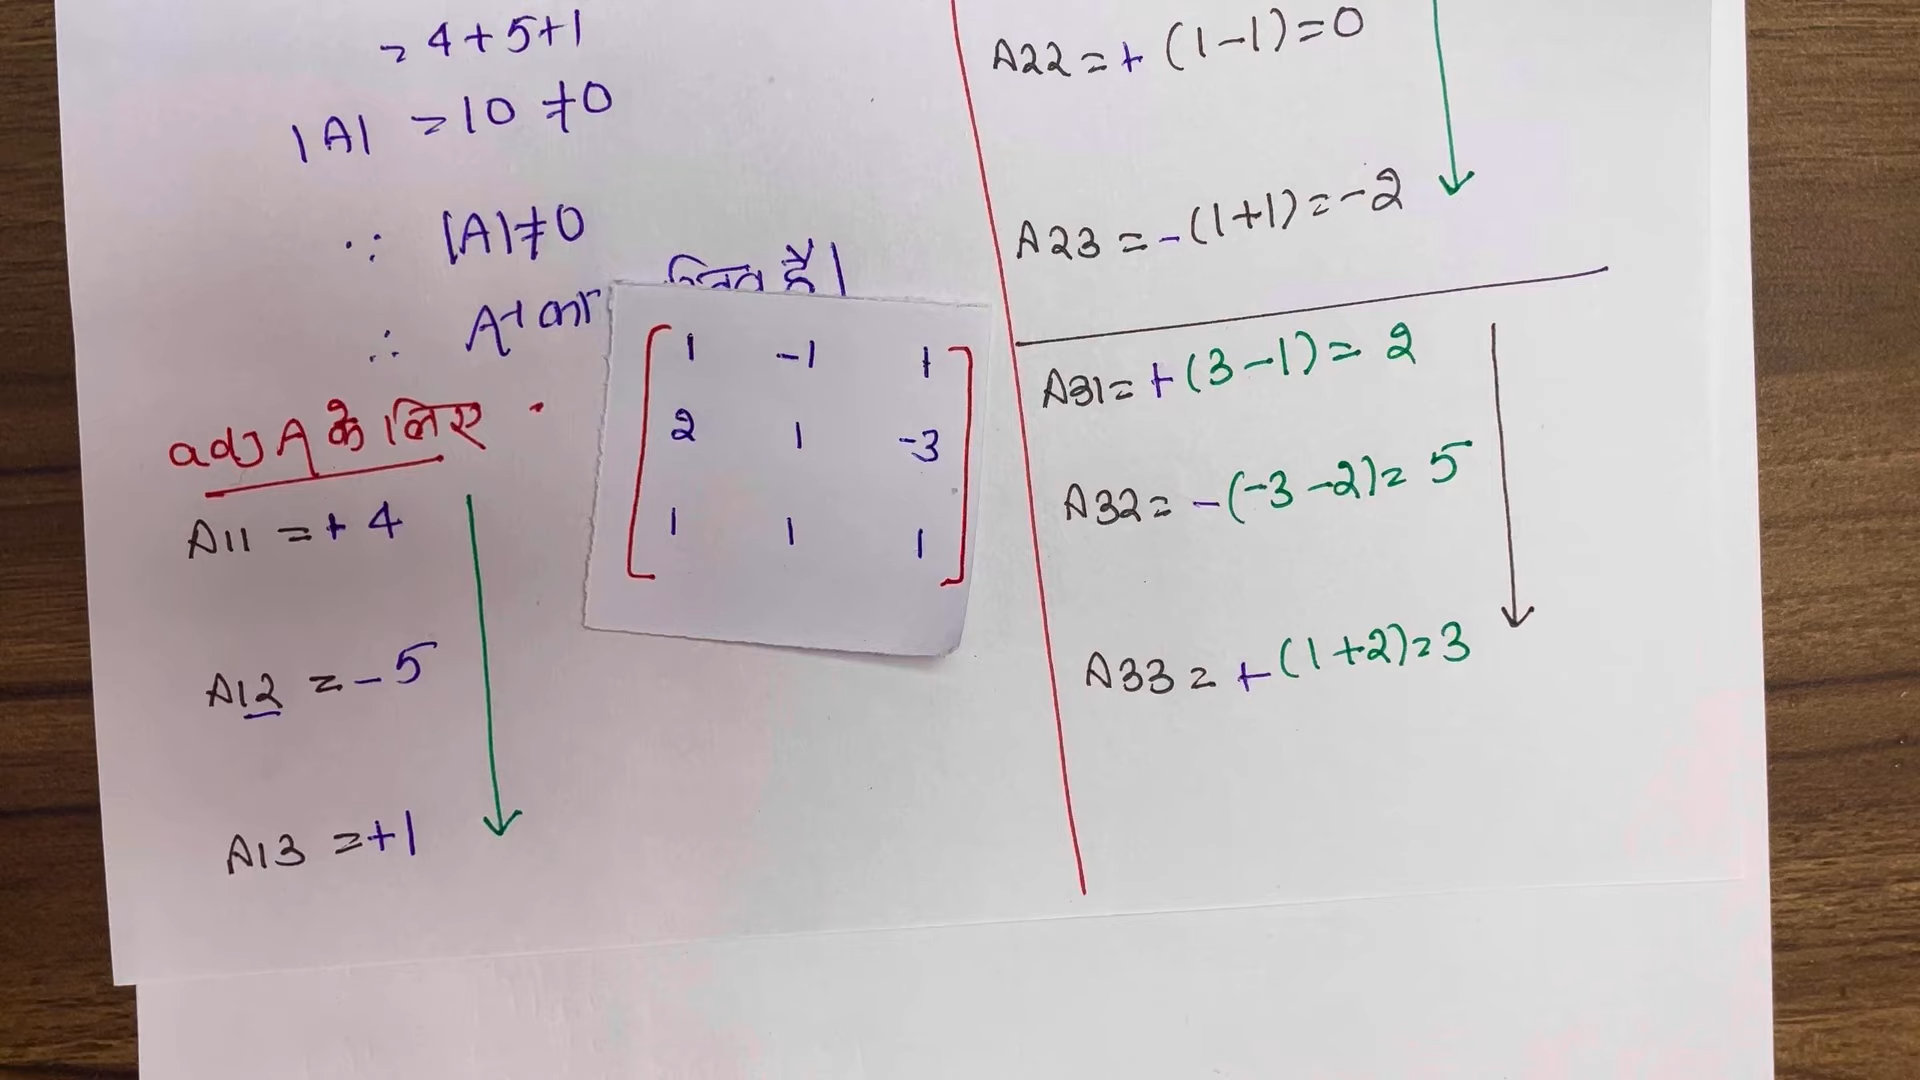 = 4+5+1
|A| = 10 ≠0
∵ |A|≠0
∴ A-1 का है।
adJ A के लिए
A11 = + 4
A12 = - 5
A13 = +1
1 -1 1
2 1 -3
1 1 1
A22 = + (1-1) = 0
A23 = -(1+1) = -2
A31 = + (3-1) = 2
A32 = -(-3-2) = 5
A33 = + (1+2) = 3